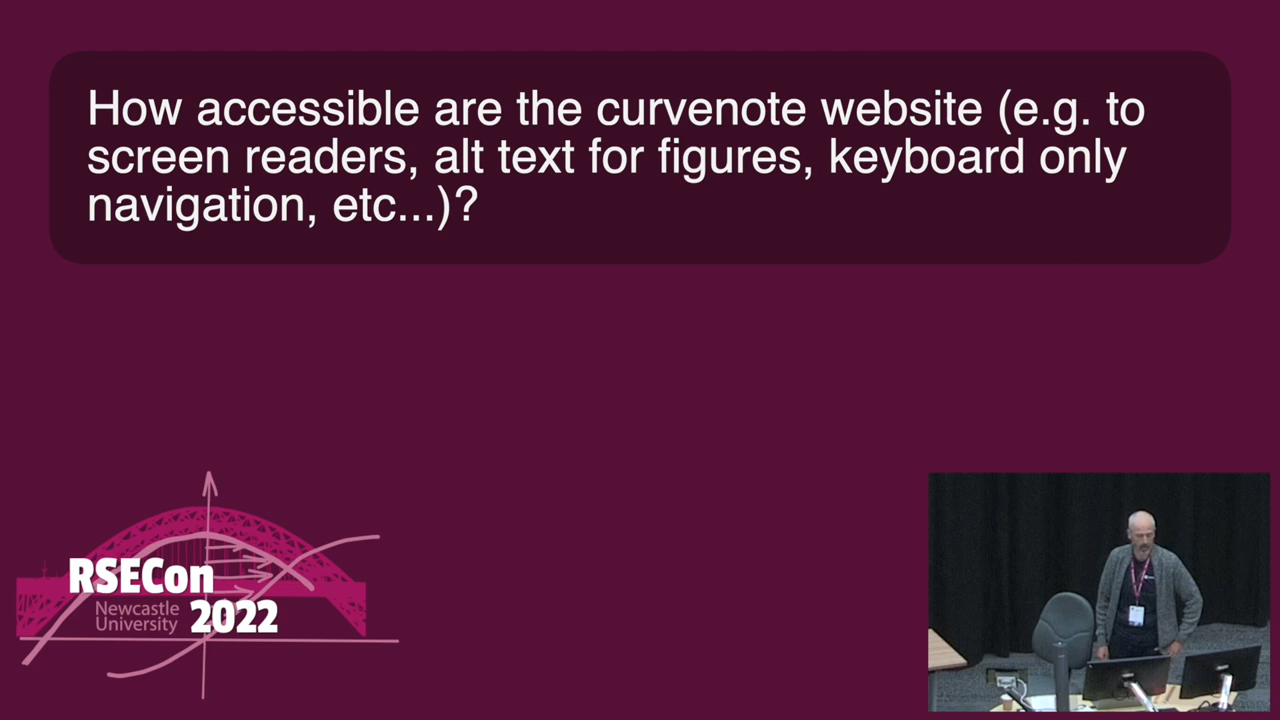 How accessible are the curvenote website (e.g. to
screen readers, alt text for figures, keyboard only
navigation, etc...)?
RSECon
Newcastle
University
2022